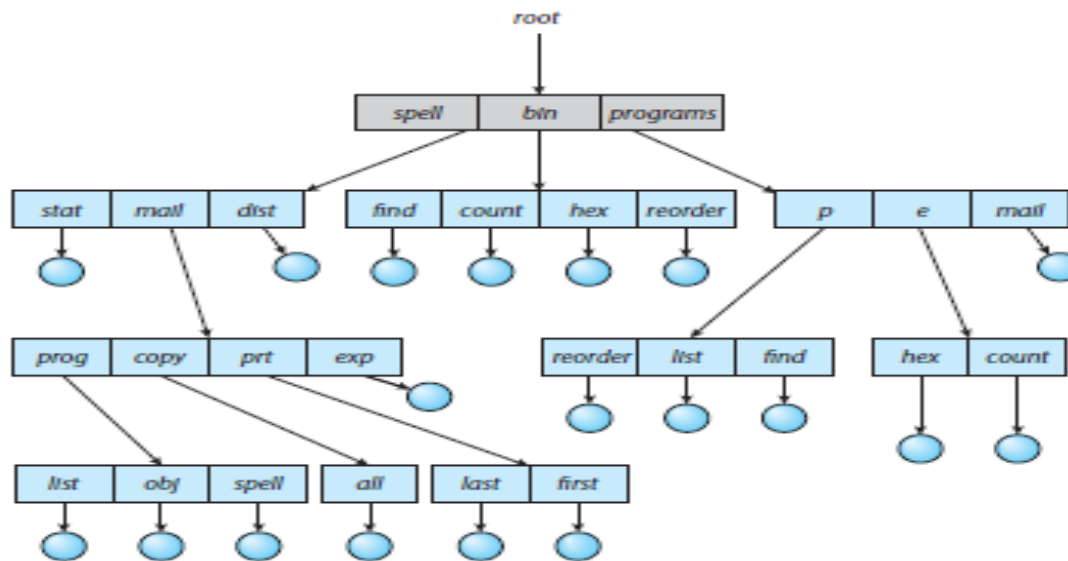 root
spell bin programs
stat mail dist find count hex reorder p e mail
prog copy prt exp reorder list find hex count
list obj spell all last first